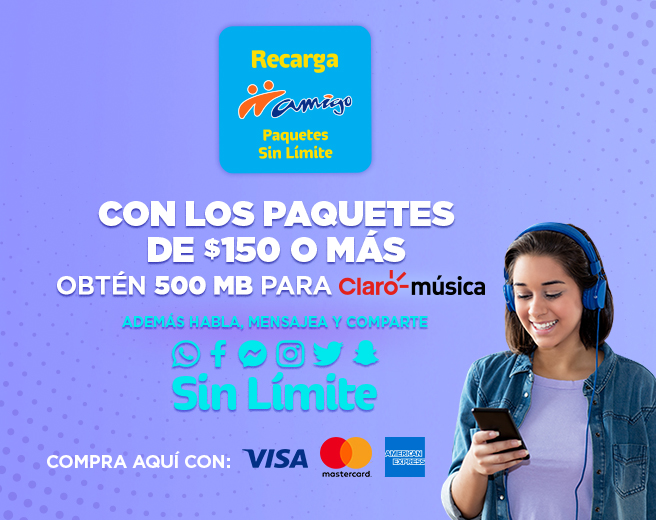 Recarga
amigo
Paquetes
Sin Límite
CON LOS PAQUETES
DE $150 O MÁS
OBTÉN 500 MB PARA Claro-música
ADEMÁS HABLA, MENSAJEA Y COMPARTE
Sin Límite
COMPRA AQUÍ CON: VISA mastercard. AMERICAN EXPRESS